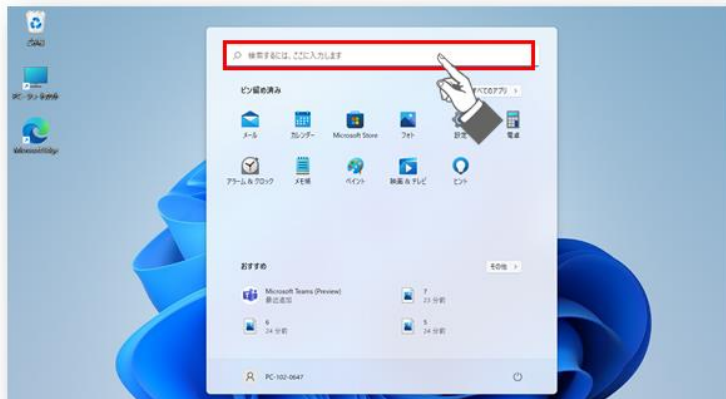 ごみ箱
Microsoft Edge
検索するには、ここに入力します
ピン留め済み
すべてのアプリ >
メール
カレンダー
Microsoft Store
フォト
設定
電卓
アラーム & クロック
メモ帳
ペイント
映画 & テレビ
ヒント
おすすめ
その他 >
Microsoft Teams (Preview)
最近追加
7
23 分前
6
24 分前
5
24 分前
PC-102-0647